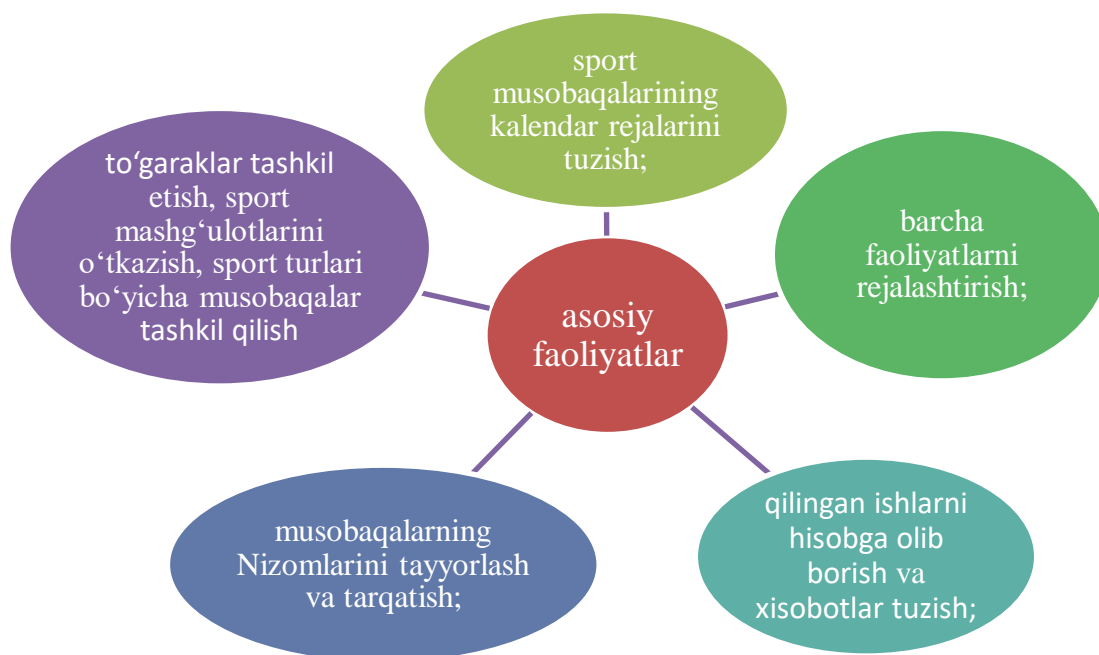 sport
musobaqalarining
kalendar rejalarini
tuzish;
to‘garaklar tashkil
etish, sport
mashg‘ulotlarini
o‘tkazish, sport turlari
bo‘yicha musobaqalar
tashkil qilish
barcha
faoliyatlarni
rejalashtirish;
asosiy
faoliyatlar
musobaqalarning
Nizomlarini tayyorlash
va tarqatish;
qilingan ishlarni
hisobga olib
borish va
xisobotlar tuzish;